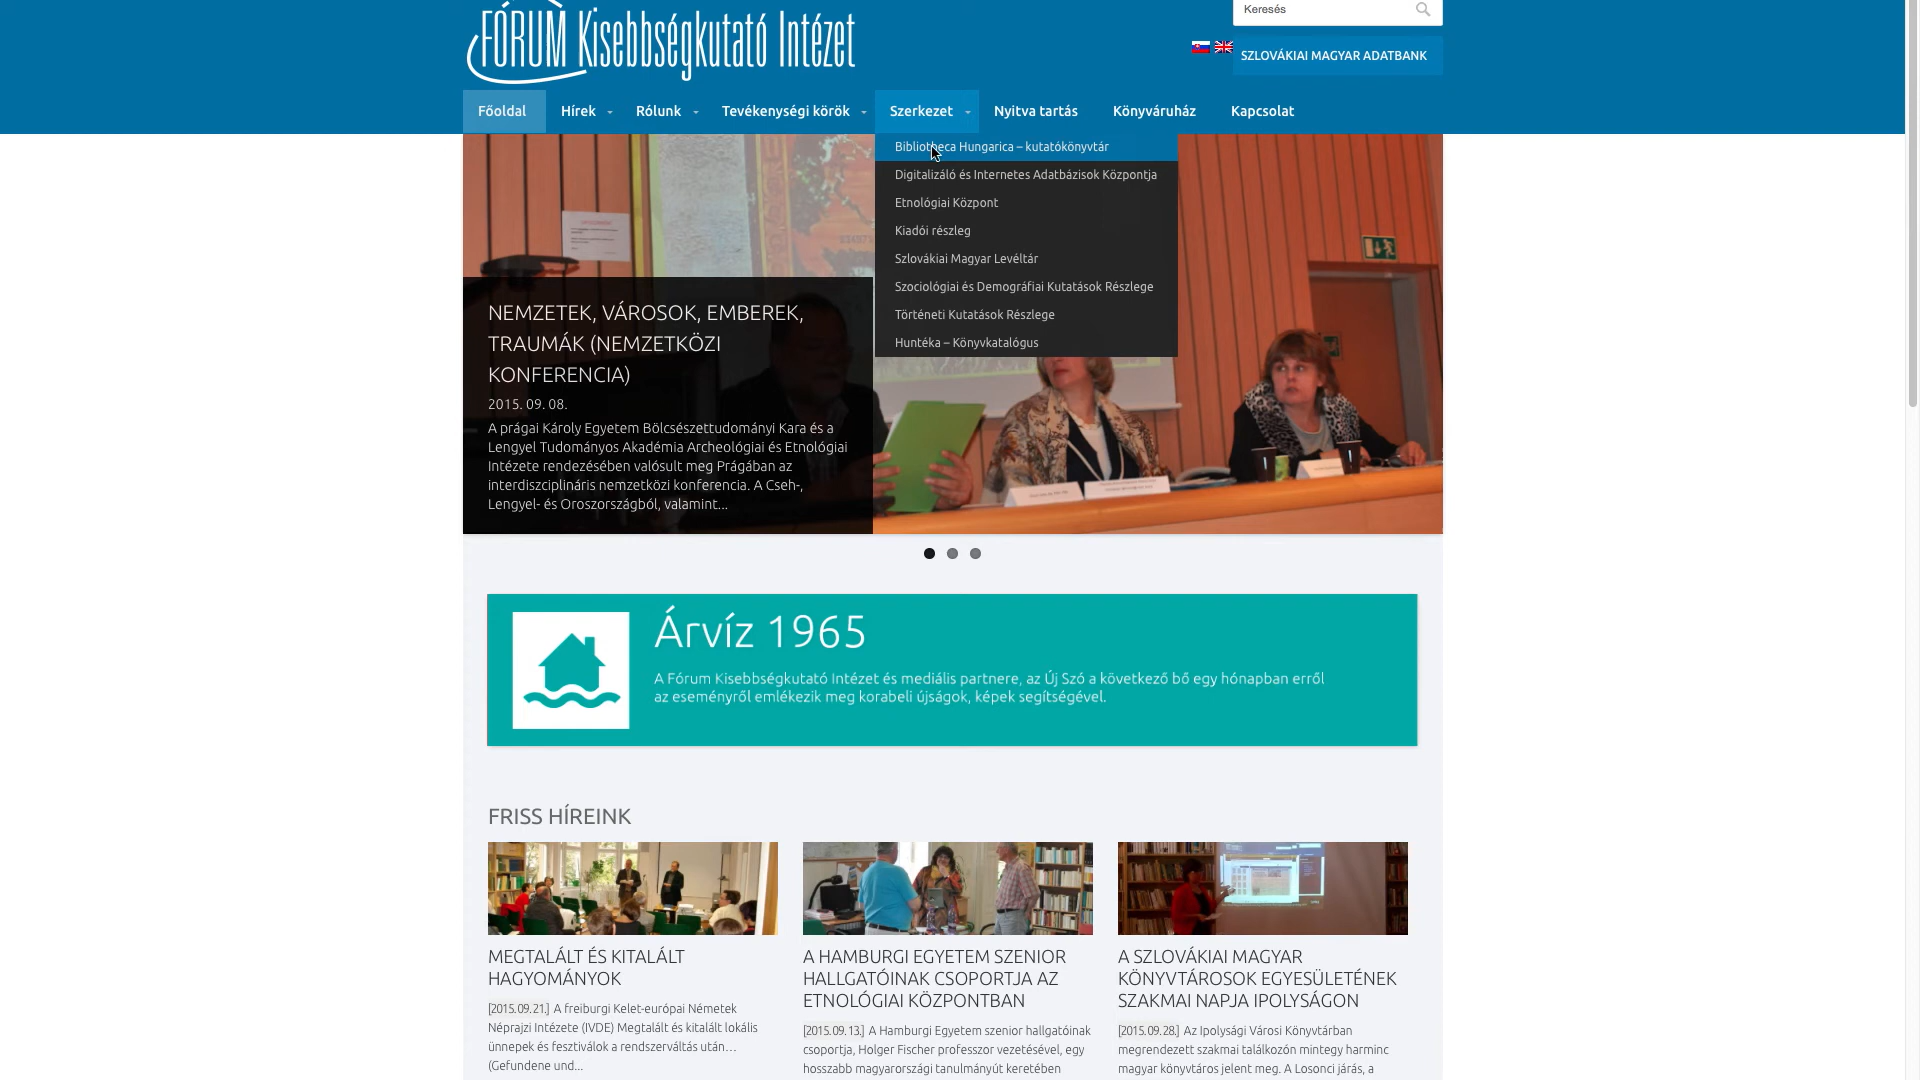 FÓRUM Kisebbségkutató Intézet
Keresés
SZLOVÁKIAI MAGYAR ADATBANK
Főoldal Hírek Rólunk Tevékenységi körök Szerkezet Nyitva tartás Könyváruház Kapcsolat
Bibliotheca Hungarica – kutatókönyvtár
Digitalizáló és Internetes Adatbázisok Központja
Etnológiai Központ
Kiadói részleg
Szlovákiai Magyar Levéltár
Szociológiai és Demográfiai Kutatások Részlege
Történeti Kutatások Részlege
Huntéka – Könyvkatalógus
NEMZETEK, VÁROSOK, EMBEREK,
TRAUMÁK (NEMZETKÖZI
KONFERENCIA)
2015. 09. 08.
A prágai Károly Egyetem Bölcsészettudományi Kara és a
Lengyel Tudományos Akadémia Archeológiai és Etnológiai
Intézete rendezésében valósult meg Prágában az
interdiszciplináris nemzetközi konferencia. A Cseh-,
Lengyel- és Oroszországból, valamint...
Árvíz 1965
A Fórum Kisebbségkutató Intézet és mediális partnere, az Új Szó a következő bő egy hónapban erről
az eseményről emlékezik meg korabeli újságok, képek segítségével.
FRISS HÍREINK
MEGTALÁLT ÉS KITALÁLT
HAGYOMÁNYOK
[2015.09.21.] A freiburgi Kelet-európai Németek
Néprajzi Intézete (IVDE) Megtalált és kitalált lokális
ünnepek és fesztiválok a rendszerváltás után…
(Gefundene und...
A HAMBURGI EGYETEM SZENIOR
HALLGATÓINAK CSOPORTJA AZ
ETNOLÓGIAI KÖZPONTBAN
[2015.09.13.] A Hamburgi Egyetem szenior hallgatóinak
csoportja, Holger Fischer professzor vezetésével, egy
hosszabb magyarországi tanulmányút keretében
A SZLOVÁKIAI MAGYAR
KÖNYVTÁROSOK EGYESÜLETÉNEK
SZAKMAI NAPJA IPOLYSÁGON
[2015.09.28.] Az Ipolysági Városi Könyvtárban
megrendezett szakmai találkozón mintegy harminc
magyar könyvtáros jelent meg. A Losonci járás, a